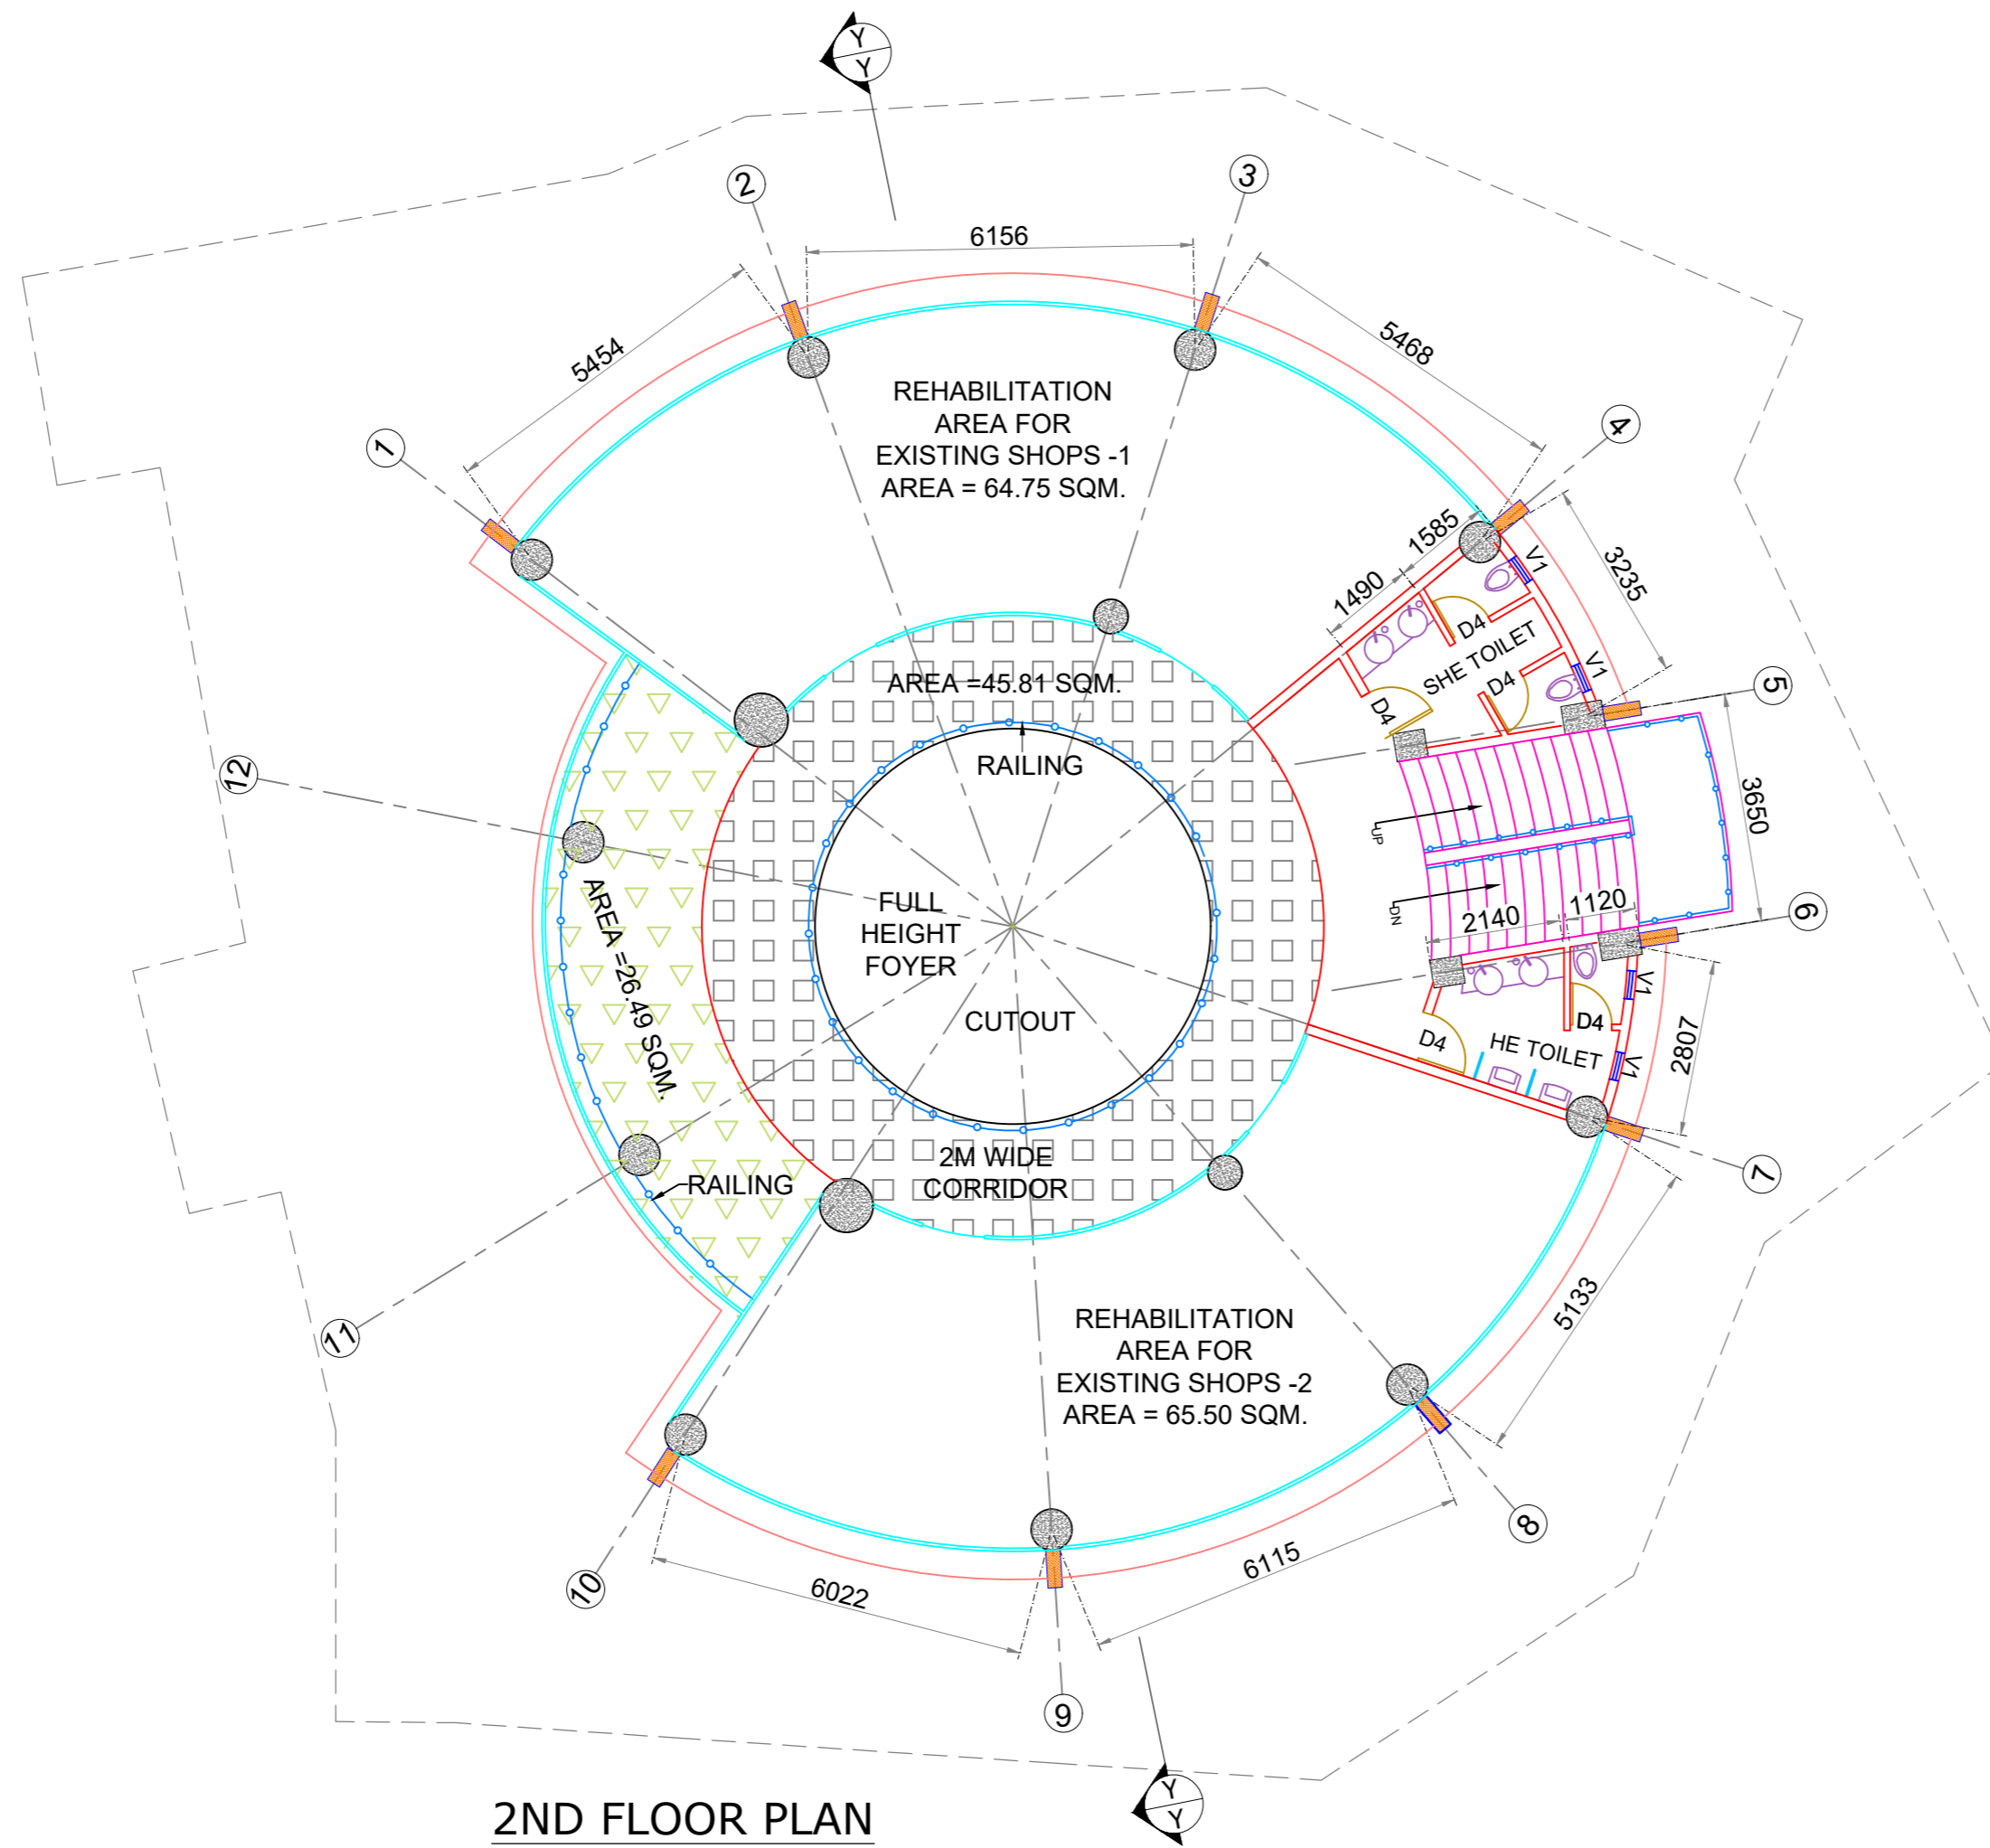 Y
Y
2
3
6156
5454
5468
1
4
REHABILITATION
AREA FOR
EXISTING SHOPS -1
AREA = 64.75 SQM.
1585
1490
V1
3235
D4
SHE TOILET
V1
D4
D4
5
AREA =45.81 SQM.
RAILING
12
3650
UP
DN
2140
1120
6
FULL
HEIGHT
FOYER
CUTOUT
AREA =26.49 SQM.
V1
D4
D4
HE TOILET
V1
2807
2M WIDE
CORRIDOR
RAILING
7
11
5133
REHABILITATION
AREA FOR
EXISTING SHOPS -2
AREA = 65.50 SQM.
8
10
6022
6115
9
Y
Y
2ND FLOOR PLAN